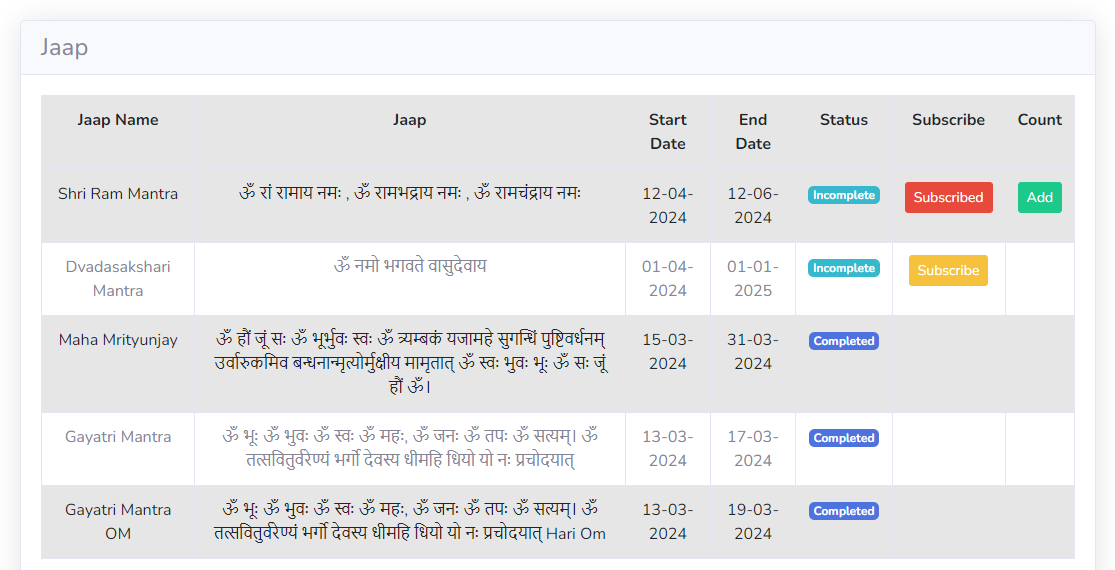 Jaap
Jaap Name Jaap Start Date End Date Status Subscribe Count
Shri Ram Mantra ॐ रां रामाय नमः , ॐ रामभद्राय नमः , ॐ रामचंद्राय नमः 12-04-2024 12-06-2024 Incomplete Subscribed Add
Dvadasakshari Mantra ॐ नमो भगवते वासुदेवाय 01-04-2024 01-01-2025 Incomplete Subscribe
Maha Mrityunjay ॐ हौं जूं सः ॐ भूर्भुवः स्वः ॐ त्र्यम्बकं यजामहे सुगन्धिं पुष्टिवर्धनम्
उर्वारुकमिव बन्धनान्मृत्योर्मुक्षीय मामृतात् ॐ स्वः भुवः भूः ॐ सः जूं
हौं ॐ। 15-03-2024 31-03-2024 Completed
Gayatri Mantra ॐ भूः ॐ भुवः ॐ स्वः ॐ महः, ॐ जनः ॐ तपः ॐ सत्यम्। ॐ
तत्सवितुर्वरेण्यं भर्गो देवस्य धीमहि धियो यो नः प्रचोदयात् 13-03-2024 17-03-2024 Completed
Gayatri Mantra OM ॐ भूः ॐ भुवः ॐ स्वः ॐ महः, ॐ जनः ॐ तपः ॐ सत्यम्। ॐ
तत्सवितुर्वरेण्यं भर्गो देवस्य धीमहि धियो यो नः प्रचोदयात् Hari Om 13-03-2024 19-03-2024 Completed